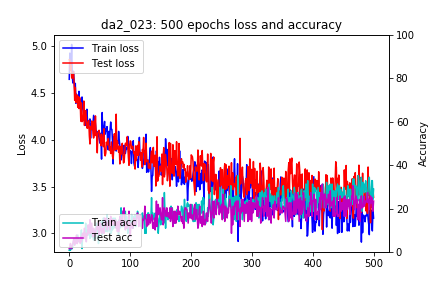 da2_023: 500 epochs loss and accuracy
Train loss
Test loss
Train acc
Test acc
Loss
5.0
4.5
4.0
3.5
3.0
Accuracy
100
80
60
40
20
0
0
100
200
300
400
500